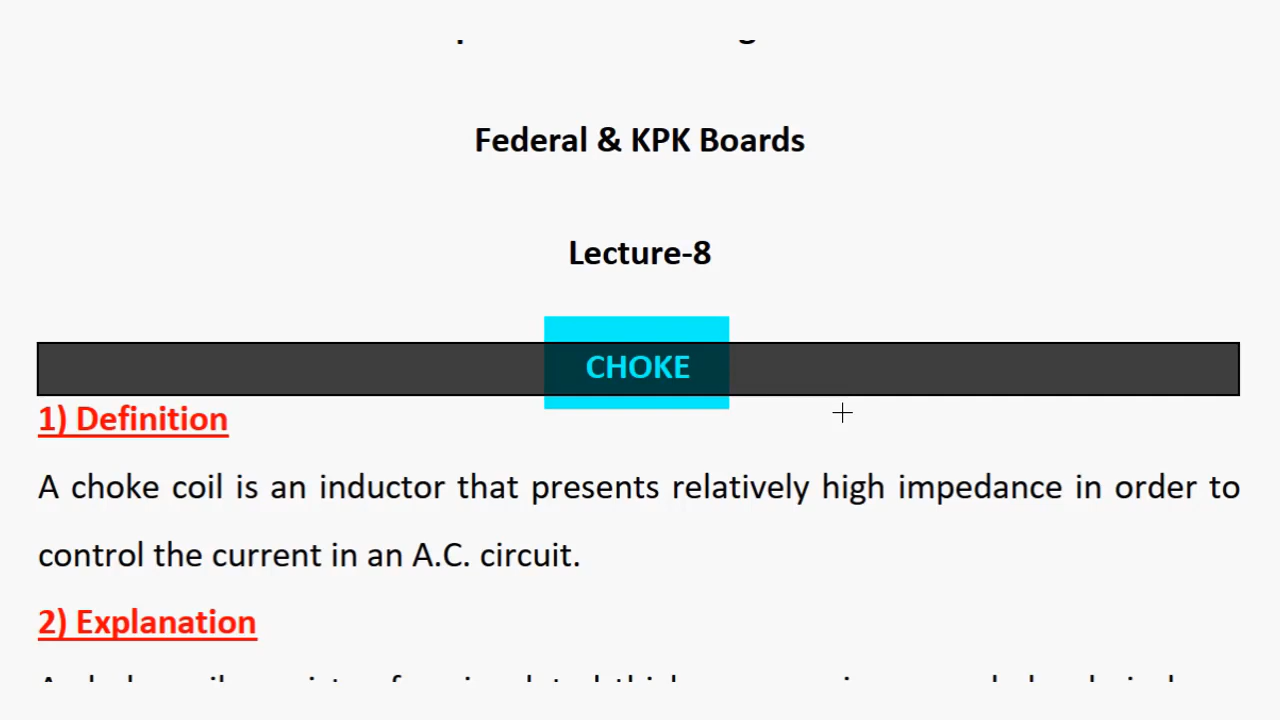 Federal & KPK Boards
Lecture-8
CHOKE
1) Definition
A choke coil is an inductor that presents relatively high impedance in order to
control the current in an A.C. circuit.
2) Explanation